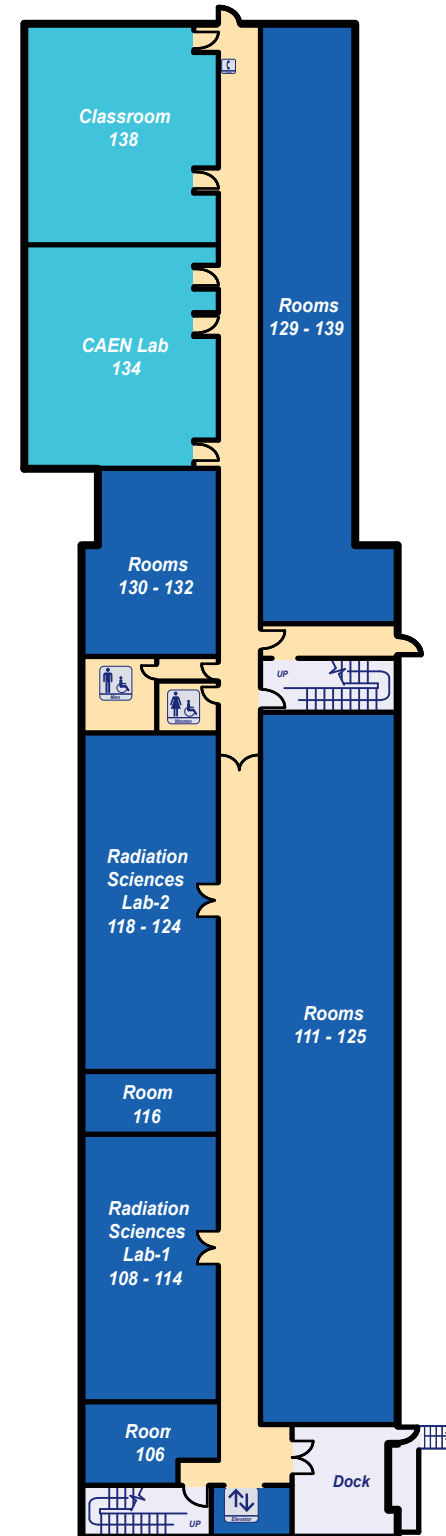 Classroom
138
Rooms
129 - 139
CAEN Lab
134
Rooms
130 - 132
UP
Men
Women
Radiation
Sciences
Lab-2
118 - 124
Rooms
111 - 125
Room
116
Radiation
Sciences
Lab-1
108 - 114
Room
106
Dock
UP
Elevator